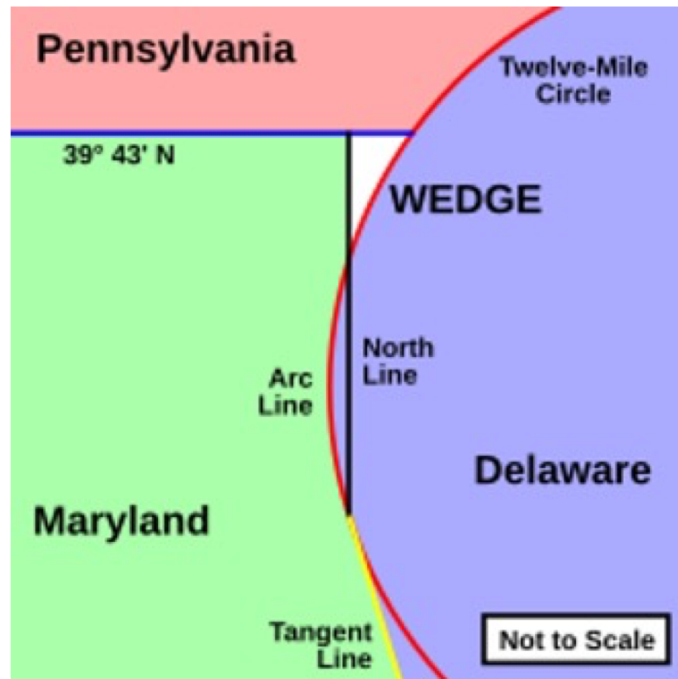 Pennsylvania
Twelve-Mile
Circle
39° 43' N
WEDGE
North
Line
Arc
Line
Delaware
Maryland
Tangent
Line
Not to Scale